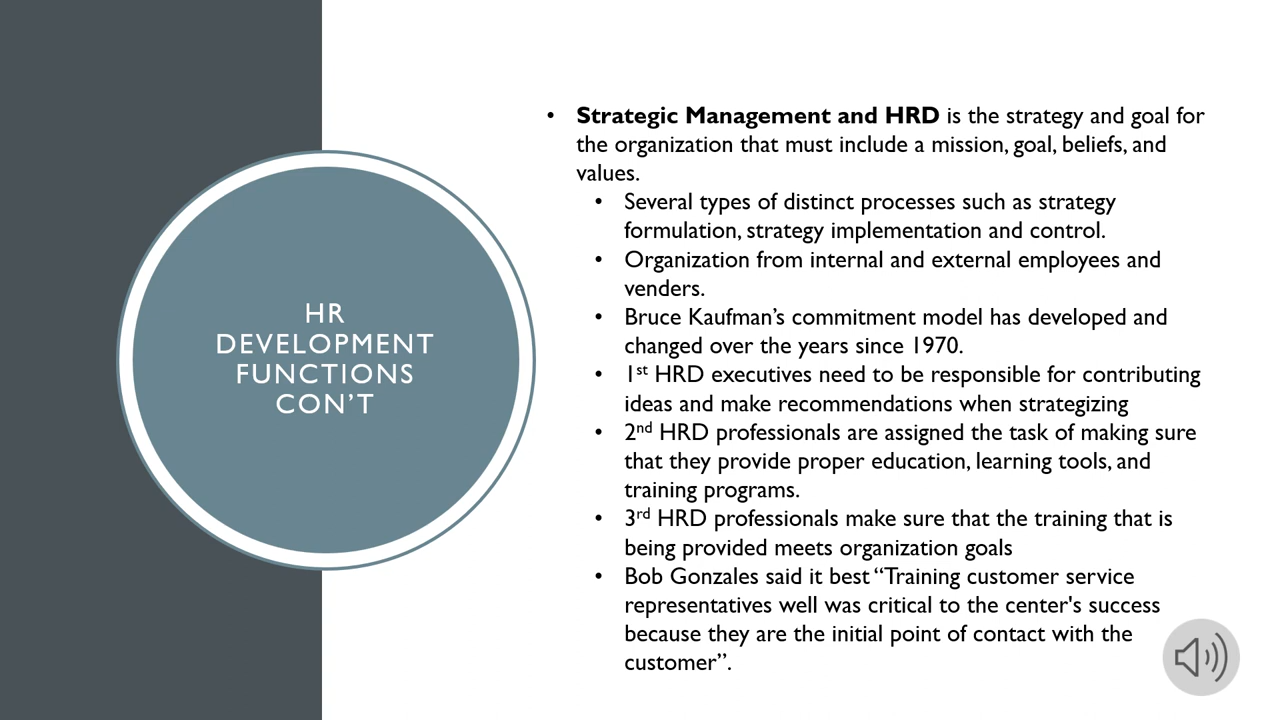 HR
DEVELOPMENT
FUNCTIONS
CON’T
• Strategic Management and HRD is the strategy and goal for
the organization that must include a mission, goal, beliefs, and
values.
• Several types of distinct processes such as strategy
formulation, strategy implementation and control.
• Organization from internal and external employees and
venders.
• Bruce Kaufman’s commitment model has developed and
changed over the years since 1970.
• 1st HRD executives need to be responsible for contributing
ideas and make recommendations when strategizing
• 2nd HRD professionals are assigned the task of making sure
that they provide proper education, learning tools, and
training programs.
• 3rd HRD professionals make sure that the training that is
being provided meets organization goals
• Bob Gonzales said it best “Training customer service
representatives well was critical to the center's success
because they are the initial point of contact with the
customer”.